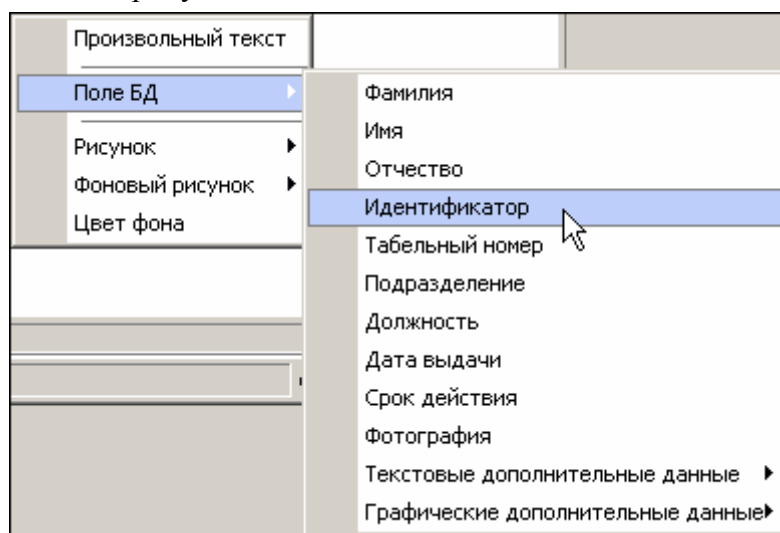 Произвольный текст
Поле БД
Рисунок
Фоновый рисунок
Цвет фона
Фамилия
Имя
Отчество
Идентификатор
Табельный номер
Подразделение
Должность
Дата выдачи
Срок действия
Фотография
Текстовые дополнительные данные
Графические дополнительные данные